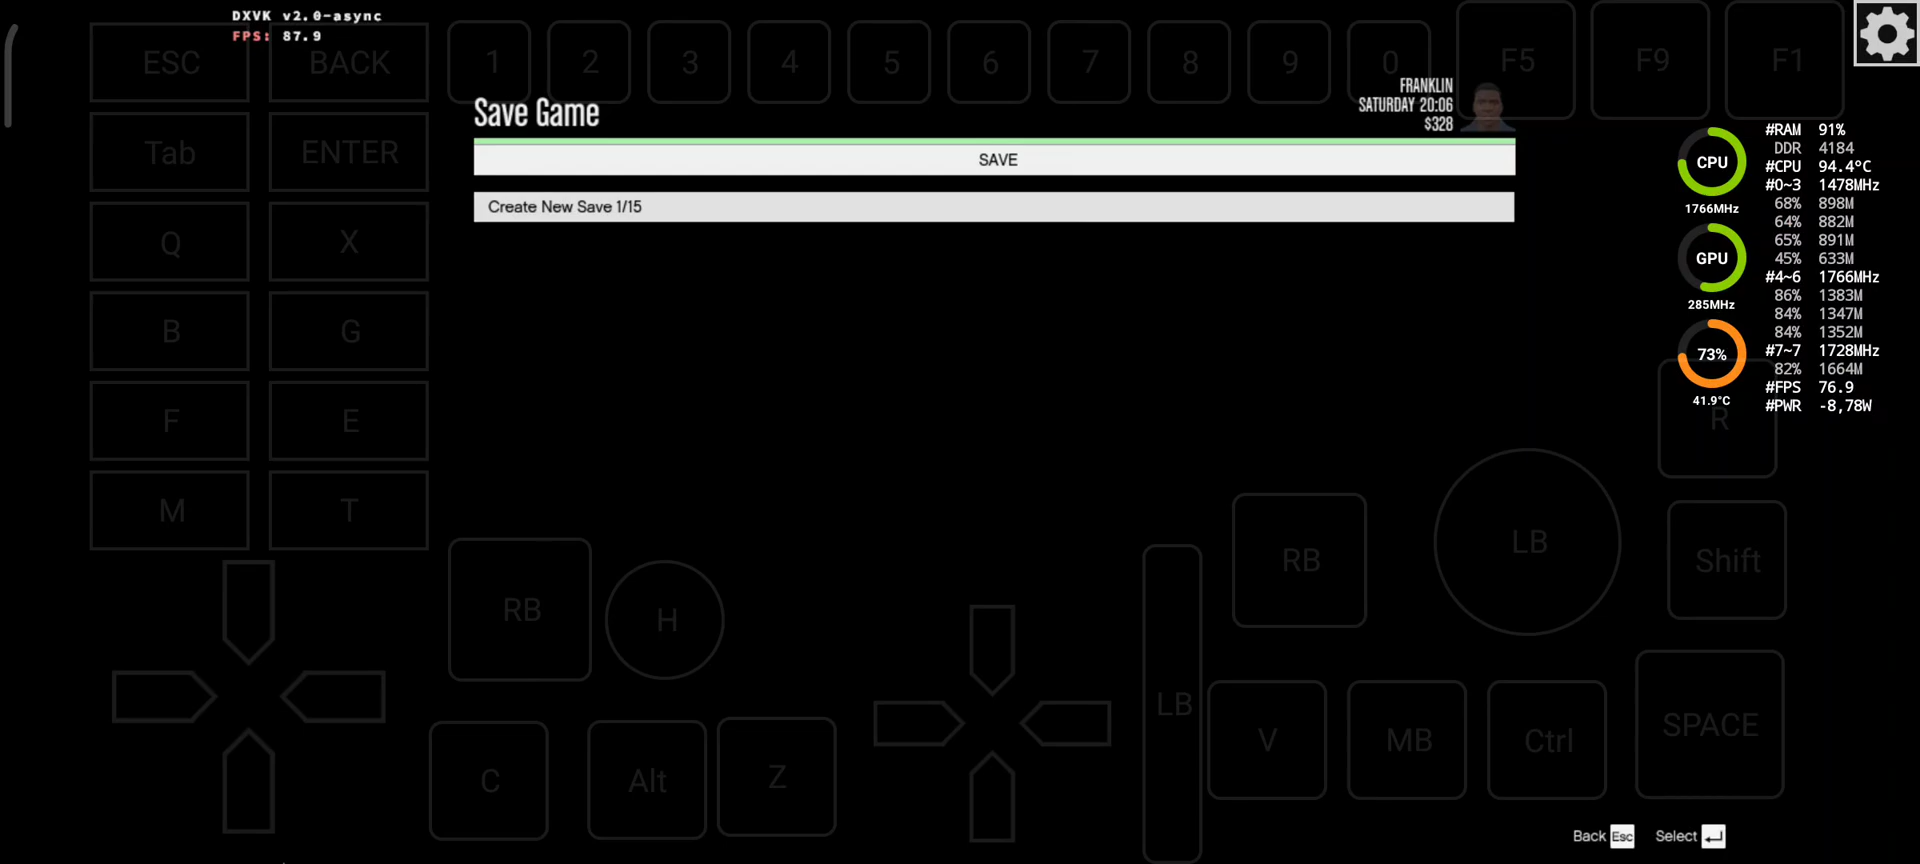 DXVK v2.0-async
FPS: 87.9
ESC BACK 1 2 3 4 5 6 7 8 9 0 F5 F9 F1
FRANKLIN
SATURDAY 20:06
$328
Save Game
SAVE
Create New Save 1/15
Tab ENTER
Q X
B G
F E
M T
CPU
1766MHz
GPU
285MHz
73%
41.9°C
#RAM 91%
DDR 4184
#CPU 94.4°C
#0~3 1478MHz
68% 898M
64% 882M
65% 891M
45% 633M
#4~6 1766MHz
86% 1383M
84% 1347M
84% 1352M
#7~7 1728MHz
82% 1664M
#FPS 76.9
#PWR -8,78W
R
RB H RB LB Shift
LB
C Alt Z V MB Ctrl SPACE
Back Esc Select